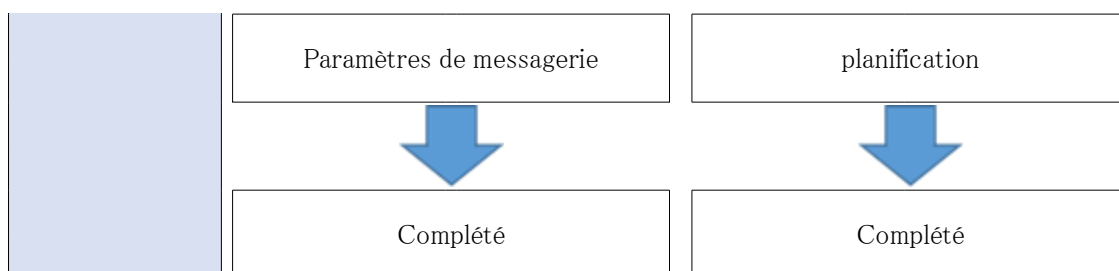 Paramètres de messagerie
planification
Complété
Complété